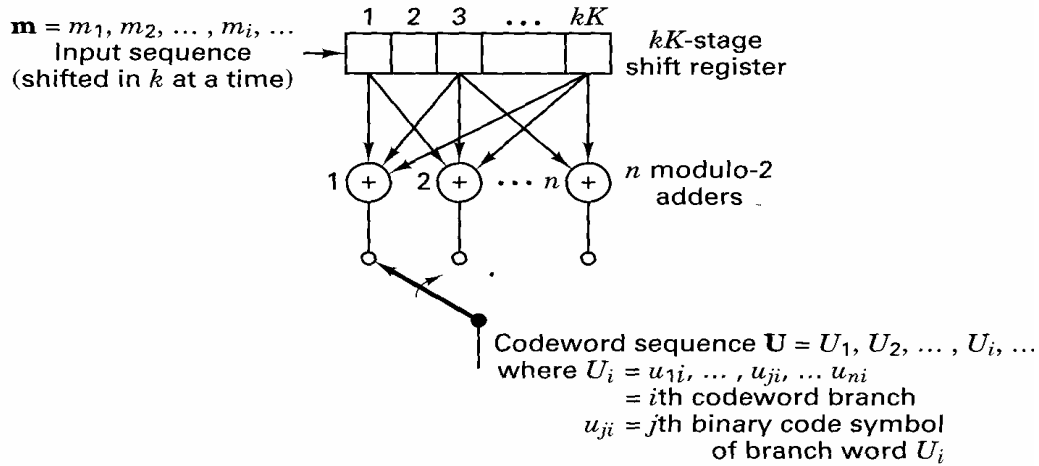 m = m1, m2, ... , mi, ...
Input sequence
(shifted in k at a time)
1 2 3 ... kK
kK-stage
shift register
1 + 2 + ... n +
n modulo-2
adders
Codeword sequence U = U1, U2, ... , Ui, ...
where Ui = u1i, ... , uji, ... uni
= ith codeword branch
uji = jth binary code symbol
of branch word Ui